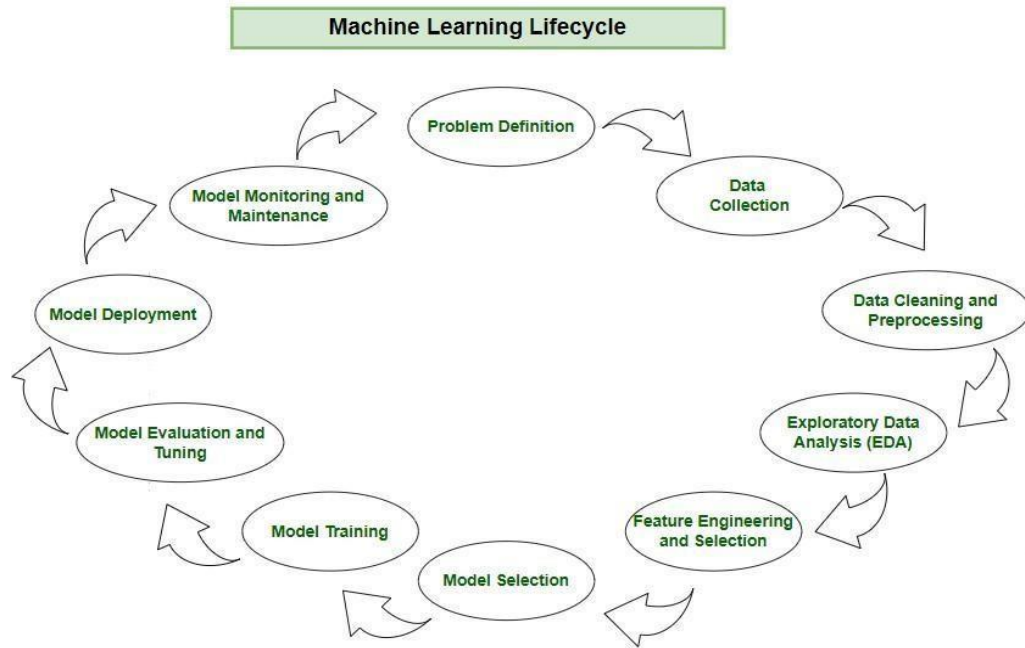 Machine Learning Lifecycle
Problem Definition
Data
Collection
Data Cleaning and
Preprocessing
Exploratory Data
Analysis (EDA)
Feature Engineering
and Selection
Model Selection
Model Training
Model Evaluation and
Tuning
Model Deployment
Model Monitoring and
Maintenance